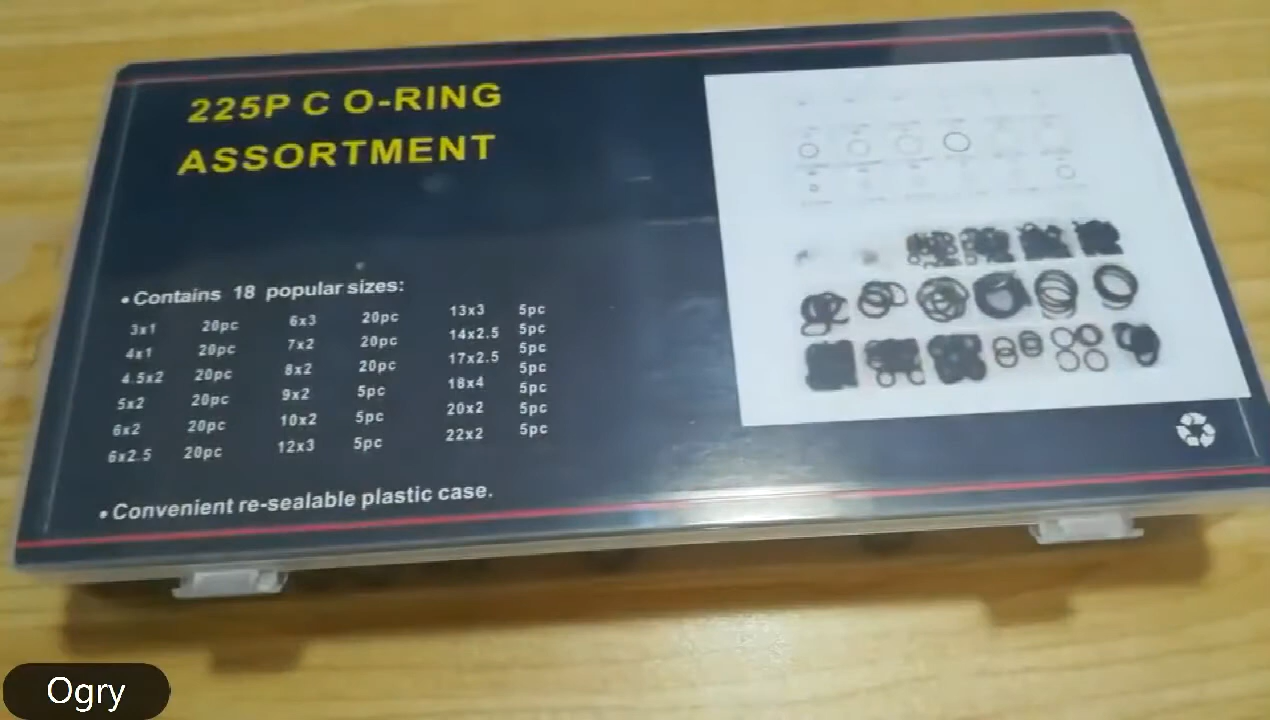 225P C O-RING
ASSORTMENT
• Contains 18 popular sizes:
3x1 20pc 6x3 20pc 13x3 5pc
4x1 20pc 7x2 20pc 14x2.5 5pc
4.5x2 20pc 8x2 20pc 17x2.5 5pc
5x2 20pc 9x2 5pc 18x4 5pc
6x2 20pc 10x2 5pc 20x2 5pc
6x2.5 20pc 12x3 5pc 22x2 5pc
• Convenient re-sealable plastic case.
Ogry